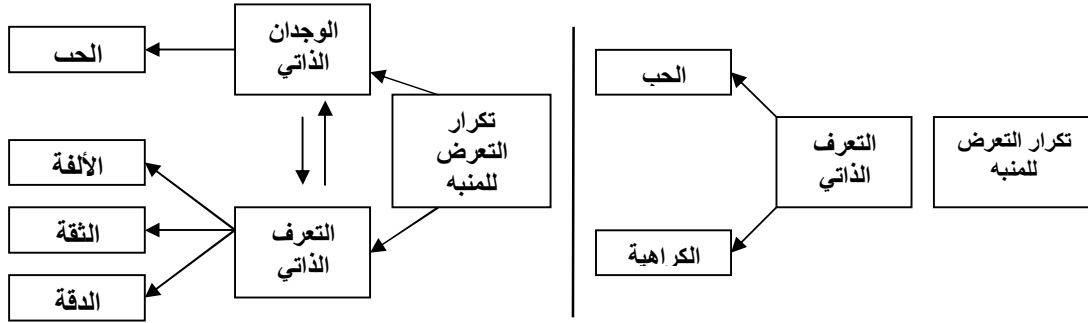 تكرار التعرض
للمنبه
التعرف
الذاتي
الحب
الكراهية
تكرار
التعرض
للمنبه
الوجدان
الذاتي
الحب
التعرف
الذاتي
الألفة
الثقة
الدقة